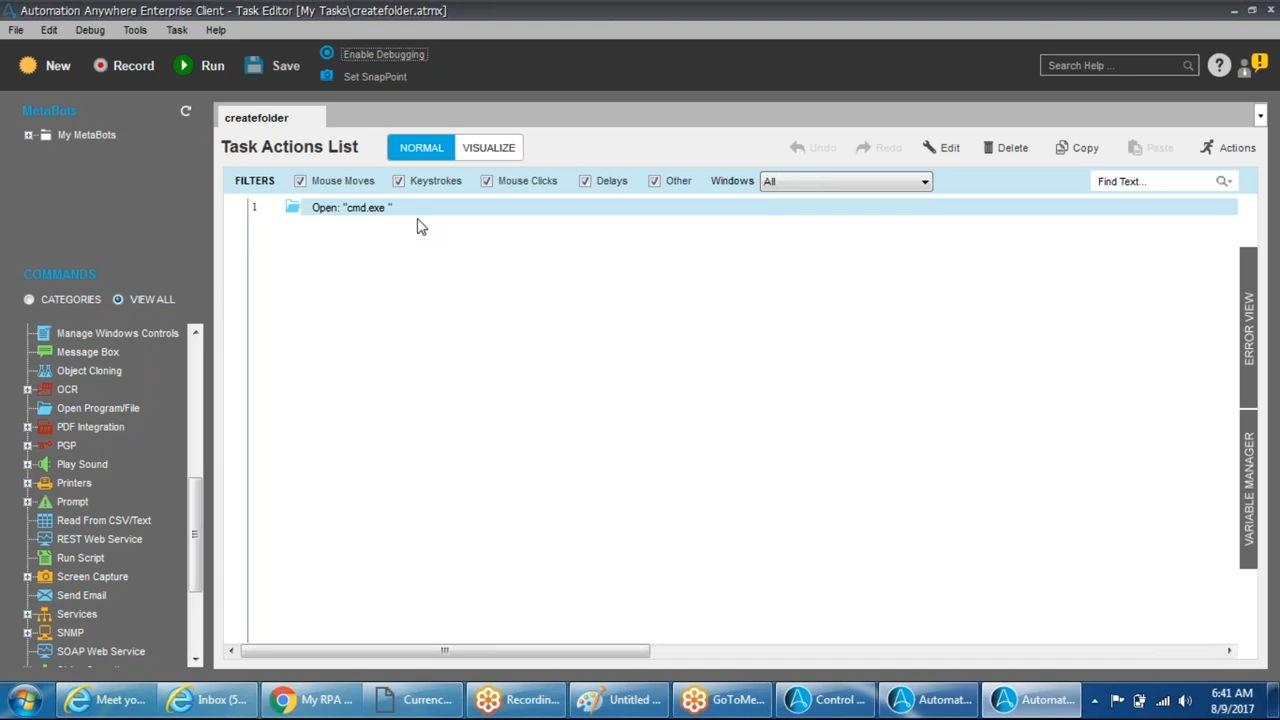 Automation Anywhere Enterprise Client - Task Editor [My Tasks\createfolder.atmx]
File Edit Debug Tools Task Help
New Record Run Save
Enable Debugging
Set SnapPoint
Search Help ...
MetaBots
My MetaBots
createfolder
Task Actions List NORMAL VISUALIZE Undo Redo Edit Delete Copy Paste Actions
FILTERS Mouse Moves Keystrokes Mouse Clicks Delays Other Windows All Find Text...
1 Open: "cmd.exe "
COMMANDS
CATEGORIES VIEW ALL
Manage Windows Controls
Message Box
Object Cloning
OCR
Open Program/File
PDF Integration
PGP
Play Sound
Printers
Prompt
Read From CSV/Text
REST Web Service
Run Script
Screen Capture
Send Email
Services
SNMP
SOAP Web Service
ERROR VIEW
VARIABLE MANAGER
Meet yo... Inbox (5... My RPA ... Currenc... Recordin... Untitled ... GoToMe... Control ... Automat... Automat...
6:41 AM
8/9/2017